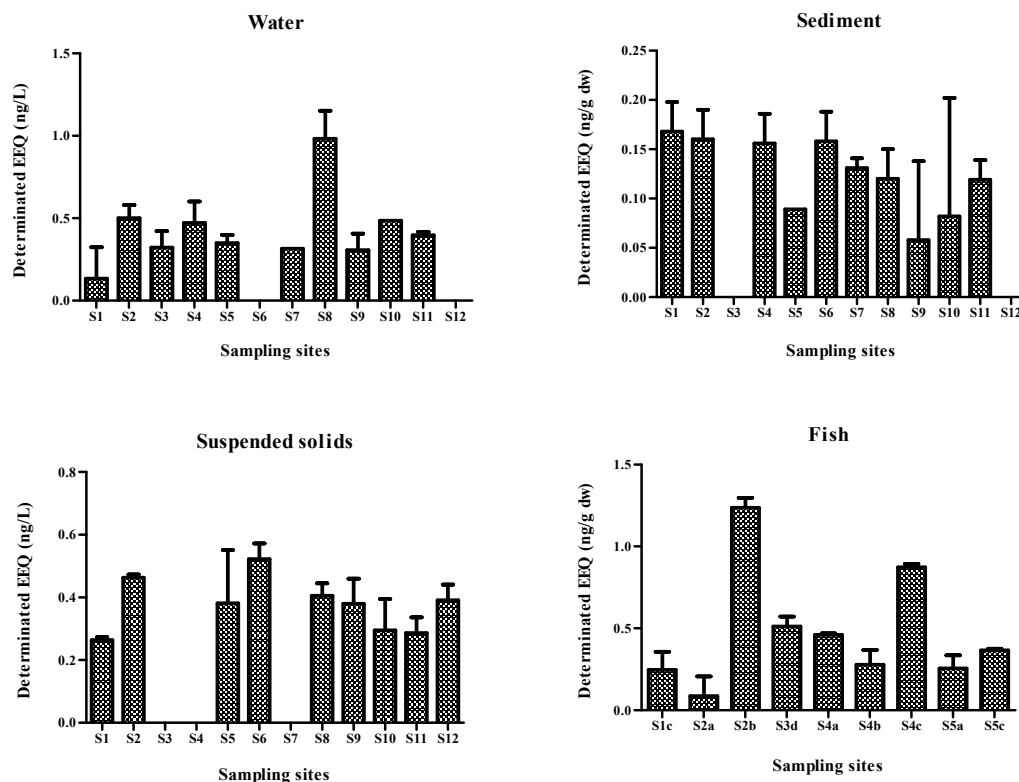 Water
Determinated EEQ (ng/L)
1.5
1.0
0.5
0.0
S1 S2 S3 S4 S5 S6 S7 S8 S9 S10 S11 S12
Sampling sites
Sediment
Determinated EEQ (ng/g dw)
0.25
0.20
0.15
0.10
0.05
0.00
S1 S2 S3 S4 S5 S6 S7 S8 S9 S10 S11 S12
Sampling sites
Suspended solids
Determinated EEQ (ng/L)
0.8
0.6
0.4
0.2
0.0
S1 S2 S3 S4 S5 S6 S7 S8 S9 S10 S11 S12
Sampling sites
Fish
Determinated EEQ (ng/g dw)
1.5
1.0
0.5
0.0
S1c S2a S2b S3d S4a S4b S4c S5a S5c
Sampling sites